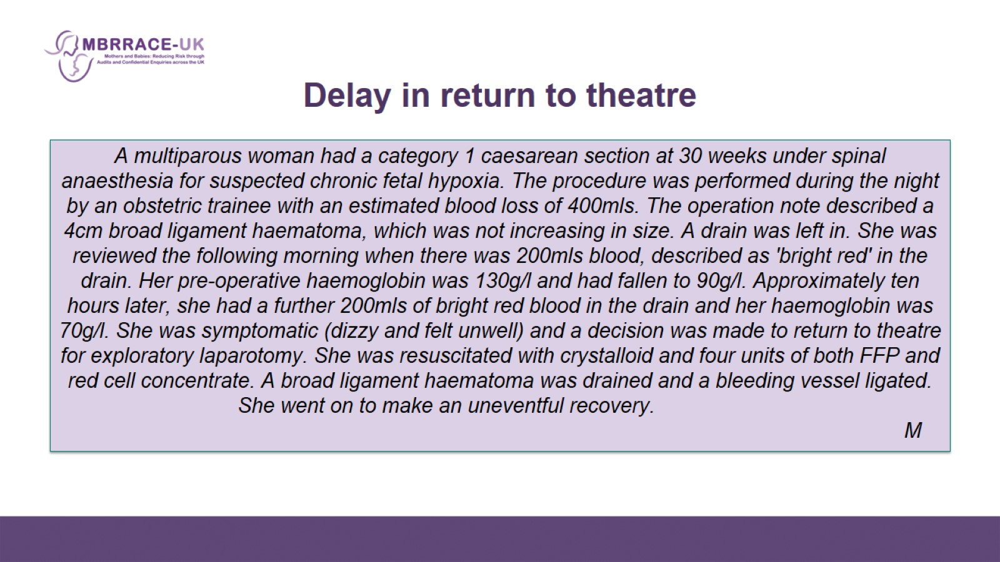 MBRRACE-UK
Mothers and Babies: Reducing Risk through
Audits and Confidential Enquiries across the UK
Delay in return to theatre
A multiparous woman had a category 1 caesarean section at 30 weeks under spinal
anaesthesia for suspected chronic fetal hypoxia. The procedure was performed during the night
by an obstetric trainee with an estimated blood loss of 400mls. The operation note described a
4cm broad ligament haematoma, which was not increasing in size. A drain was left in. She was
reviewed the following morning when there was 200mls blood, described as 'bright red' in the
drain. Her pre-operative haemoglobin was 130g/l and had fallen to 90g/l. Approximately ten
hours later, she had a further 200mls of bright red blood in the drain and her haemoglobin was
70g/l. She was symptomatic (dizzy and felt unwell) and a decision was made to return to theatre
for exploratory laparotomy. She was resuscitated with crystalloid and four units of both FFP and
red cell concentrate. A broad ligament haematoma was drained and a bleeding vessel ligated.
She went on to make an uneventful recovery.
M